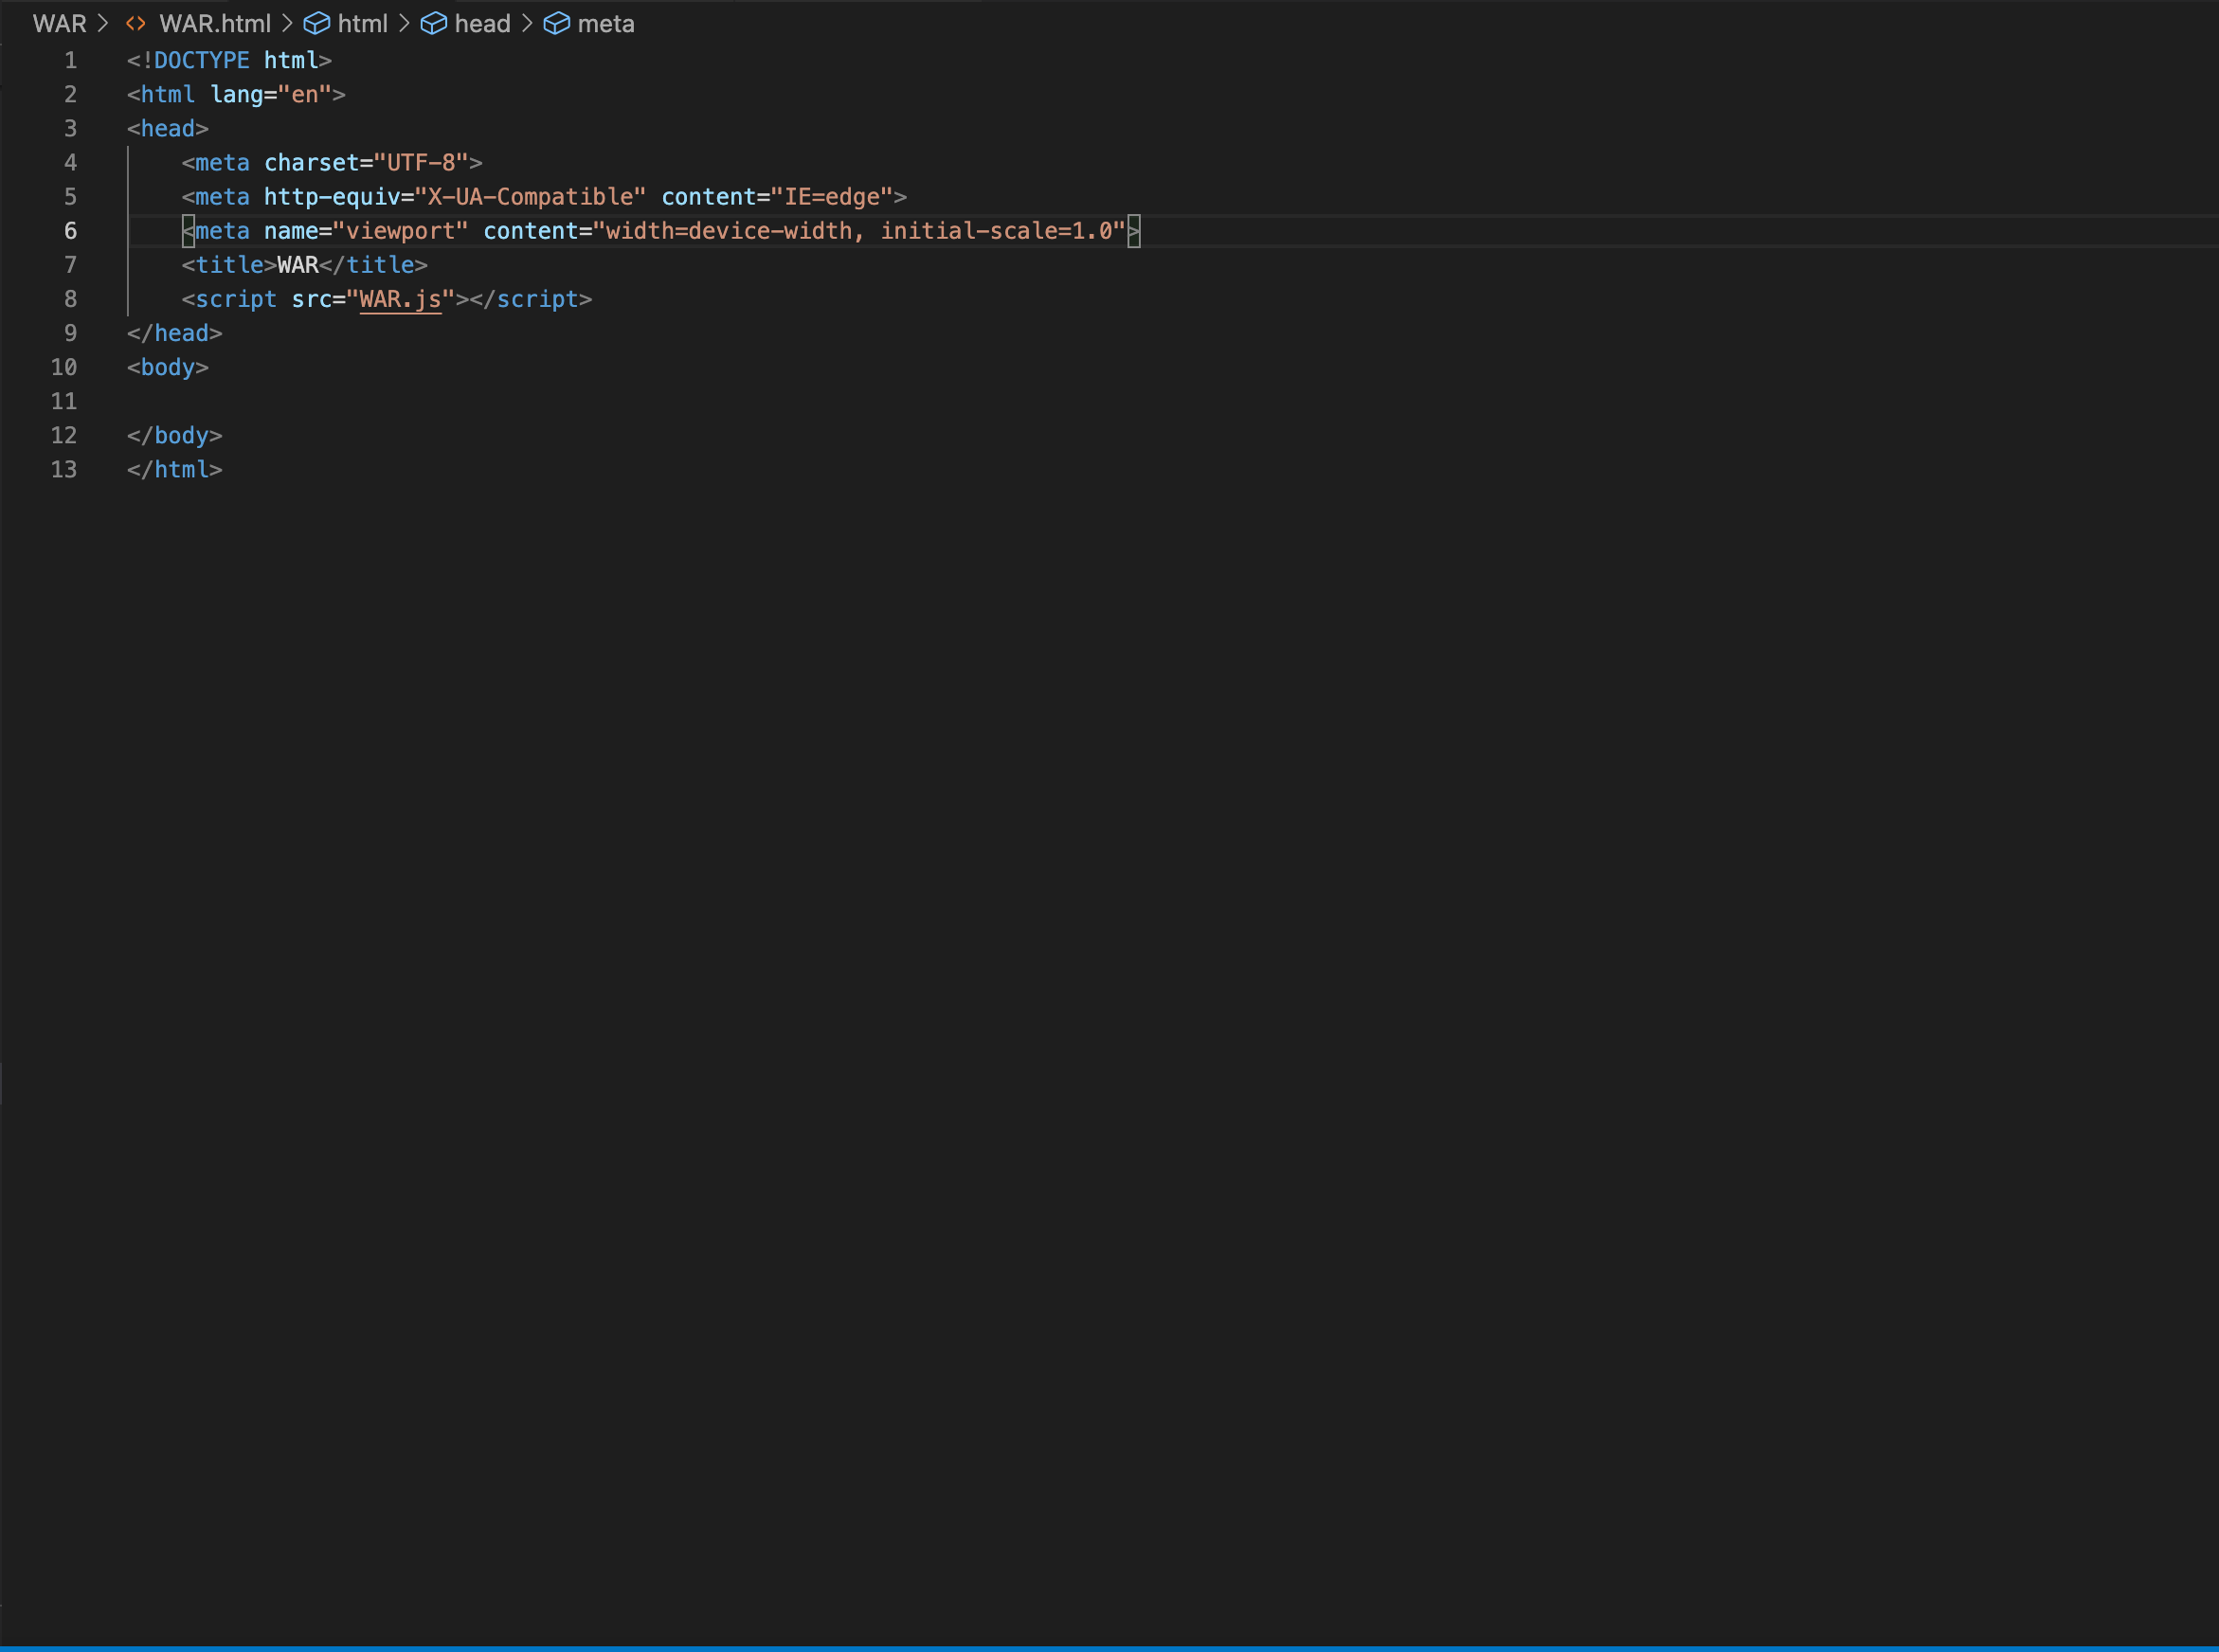 WAR > <> WAR.html > html > head > meta
1 <!DOCTYPE html>
2 <html lang="en">
3 <head>
4     <meta charset="UTF-8">
5     <meta http-equiv="X-UA-Compatible" content="IE=edge">
6     <meta name="viewport" content="width=device-width, initial-scale=1.0">
7     <title>WAR</title>
8     <script src="WAR.js"></script>
9 </head>
10 <body>
11
12 </body>
13 </html>